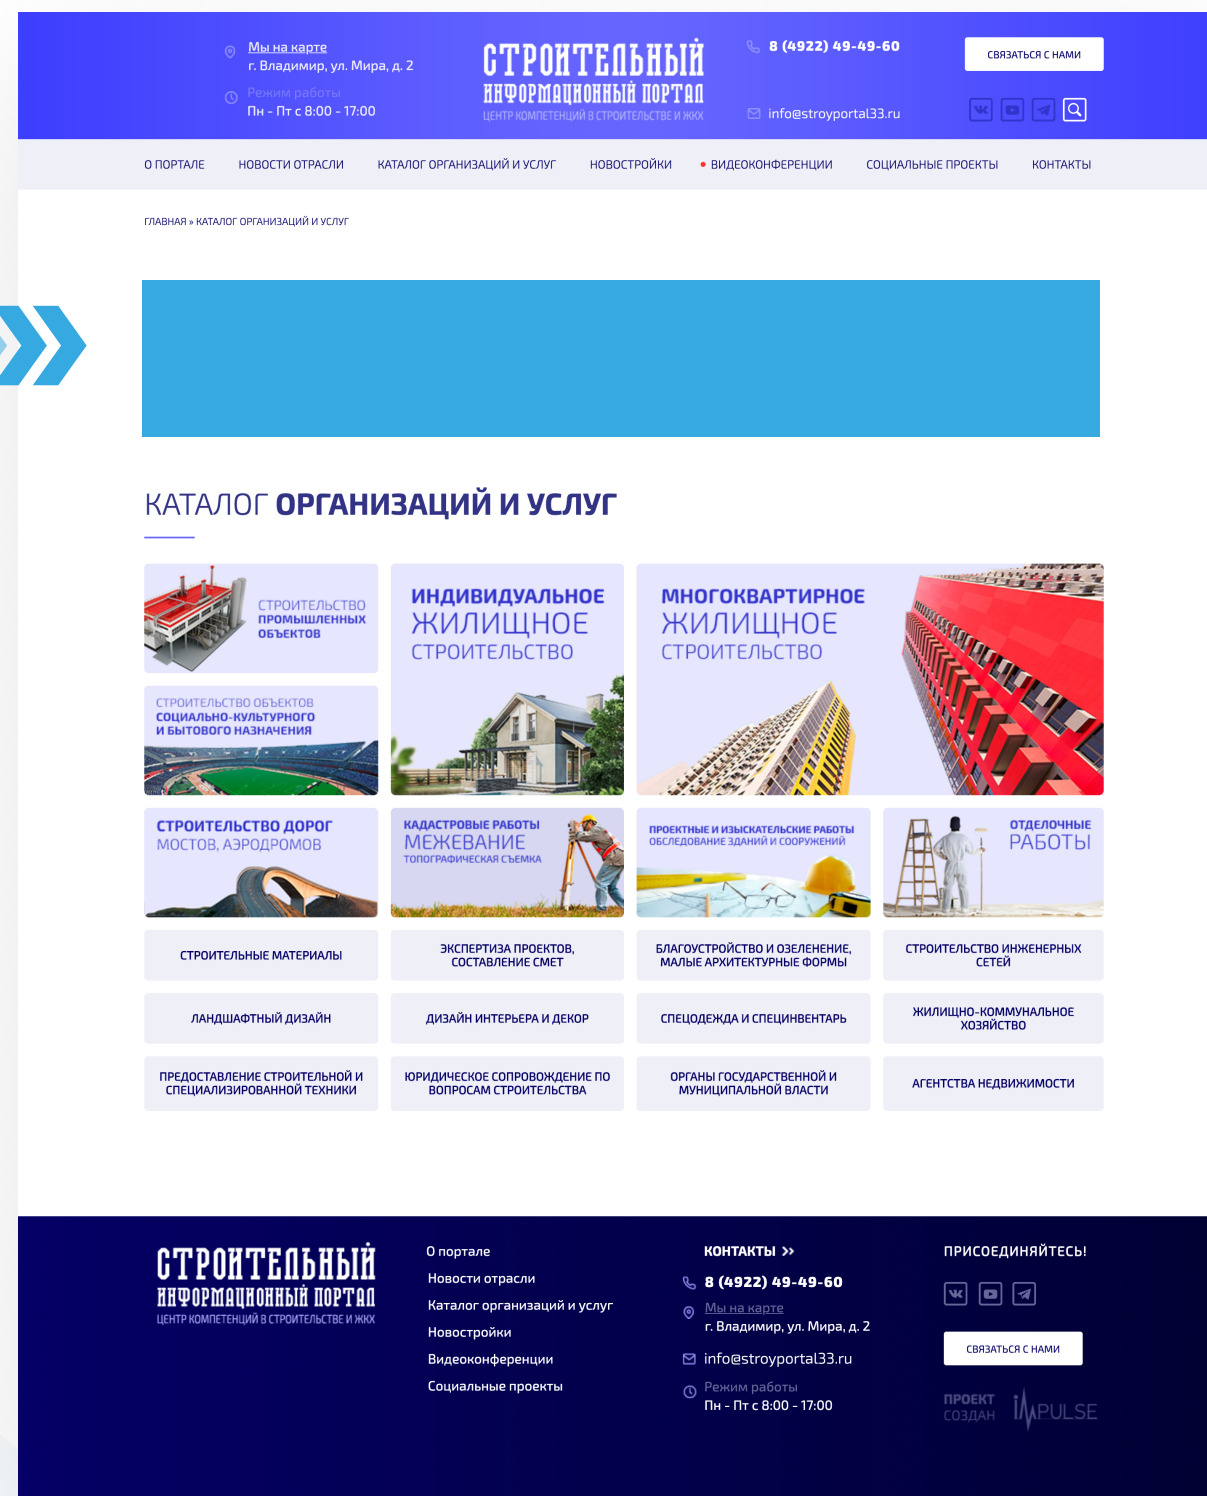 Мы на карте
г. Владимир, ул. Мира, д. 2
Режим работы
Пн - Пт с 8:00 - 17:00
СТРОИТЕЛЬНЫЙ
ИНФОРМАЦИОННЫЙ ПОРТАЛ
ЦЕНТР КОМПЕТЕНЦИЙ В СТРОИТЕЛЬСТВЕ И ЖКХ
8 (4922) 49-49-60
info@stroyportal33.ru
СВЯЗАТЬСЯ С НАМИ
О ПОРТАЛЕ
НОВОСТИ ОТРАСЛИ
КАТАЛОГ ОРГАНИЗАЦИЙ И УСЛУГ
НОВОСТРОЙКИ
ВИДЕОКОНФЕРЕНЦИИ
СОЦИАЛЬНЫЕ ПРОЕКТЫ
КОНТАКТЫ
ГЛАВНАЯ » КАТАЛОГ ОРГАНИЗАЦИЙ И УСЛУГ
КАТАЛОГ ОРГАНИЗАЦИЙ И УСЛУГ
СТРОИТЕЛЬСТВО
ПРОМЫШЛЕННЫХ
ОБЪЕКТОВ
СТРОИТЕЛЬСТВО ОБЪЕКТОВ
СОЦИАЛЬНО-КУЛЬТУРНОГО
И БЫТОВОГО НАЗНАЧЕНИЯ
ИНДИВИДУАЛЬНОЕ
ЖИЛИЩНОЕ
СТРОИТЕЛЬСТВО
МНОГОКВАРТИРНОЕ
ЖИЛИЩНОЕ
СТРОИТЕЛЬСТВО
СТРОИТЕЛЬСТВО ДОРОГ
МОСТОВ, АЭРОДРОМОВ
КАДАСТРОВЫЕ РАБОТЫ
МЕЖЕВАНИЕ
ТОПОГРАФИЧЕСКАЯ СЪЕМКА
ПРОЕКТНЫЕ И ИЗЫСКАТЕЛЬСКИЕ РАБОТЫ
ОБСЛЕДОВАНИЕ ЗДАНИЙ И СООРУЖЕНИЙ
ОТДЕЛОЧНЫЕ
РАБОТЫ
СТРОИТЕЛЬНЫЕ МАТЕРИАЛЫ
ЭКСПЕРТИЗА ПРОЕКТОВ,
СОСТАВЛЕНИЕ СМЕТ
БЛАГОУСТРОЙСТВО И ОЗЕЛЕНЕНИЕ,
МАЛЫЕ АРХИТЕКТУРНЫЕ ФОРМЫ
СТРОИТЕЛЬСТВО ИНЖЕНЕРНЫХ
СЕТЕЙ
ЛАНДШАФТНЫЙ ДИЗАЙН
ДИЗАЙН ИНТЕРЬЕРА И ДЕКОР
СПЕЦОДЕЖДА И СПЕЦИНВЕНТАРЬ
ЖИЛИЩНО-КОММУНАЛЬНОЕ
ХОЗЯЙСТВО
ПРЕДОСТАВЛЕНИЕ СТРОИТЕЛЬНОЙ И
СПЕЦИАЛИЗИРОВАННОЙ ТЕХНИКИ
ЮРИДИЧЕСКОЕ СОПРОВОЖДЕНИЕ ПО
ВОПРОСАМ СТРОИТЕЛЬСТВА
ОРГАНЫ ГОСУДАРСТВЕННОЙ И
МУНИЦИПАЛЬНОЙ ВЛАСТИ
АГЕНТСТВА НЕДВИЖИМОСТИ
СТРОИТЕЛЬНЫЙ
ИНФОРМАЦИОННЫЙ ПОРТАЛ
ЦЕНТР КОМПЕТЕНЦИЙ В СТРОИТЕЛЬСТВЕ И ЖКХ
О портале
Новости отрасли
Каталог организаций и услуг
Новостройки
Видеоконференции
Социальные проекты
КОНТАКТЫ »
8 (4922) 49-49-60
Мы на карте
г. Владимир, ул. Мира, д. 2
info@stroyportal33.ru
Режим работы
Пн - Пт с 8:00 - 17:00
ПРИСОЕДИНЯЙТЕСЬ!
СВЯЗАТЬСЯ С НАМИ
ПРОЕКТ
СОЗДАН
iMPULSE